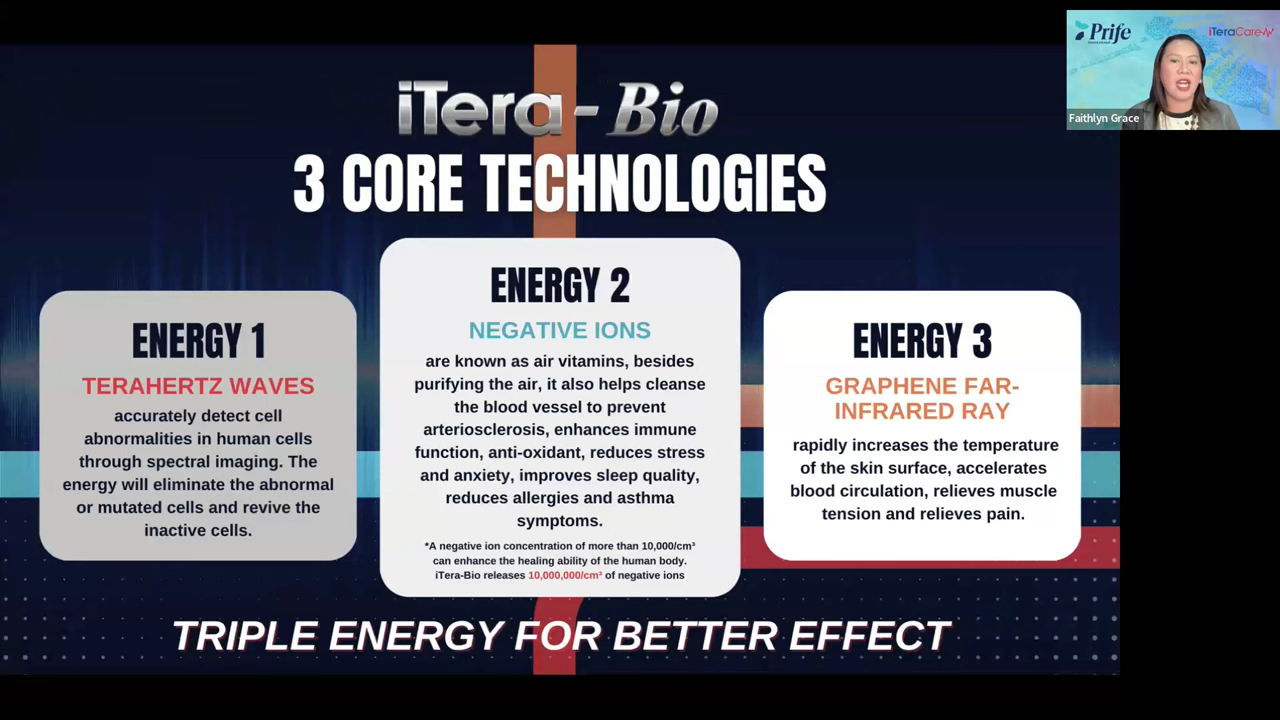 Prife
iTeraCare
Faithlyn Grace
iTera-Bio
3 CORE TECHNOLOGIES
ENERGY 1
TERAHERTZ WAVES
accurately detect cell
abnormalities in human cells
through spectral imaging. The
energy will eliminate the abnormal
or mutated cells and revive the
inactive cells.
ENERGY 2
NEGATIVE IONS
are known as air vitamins, besides
purifying the air, it also helps cleanse
the blood vessel to prevent
arteriosclerosis, enhances immune
function, anti-oxidant, reduces stress
and anxiety, improves sleep quality,
reduces allergies and asthma
symptoms.
*A negative ion concentration of more than 10,000/cm³
can enhance the healing ability of the human body.
iTera-Bio releases 10,000,000/cm³ of negative ions
ENERGY 3
GRAPHENE FAR-
INFRARED RAY
rapidly increases the temperature
of the skin surface, accelerates
blood circulation, relieves muscle
tension and relieves pain.
TRIPLE ENERGY FOR BETTER EFFECT